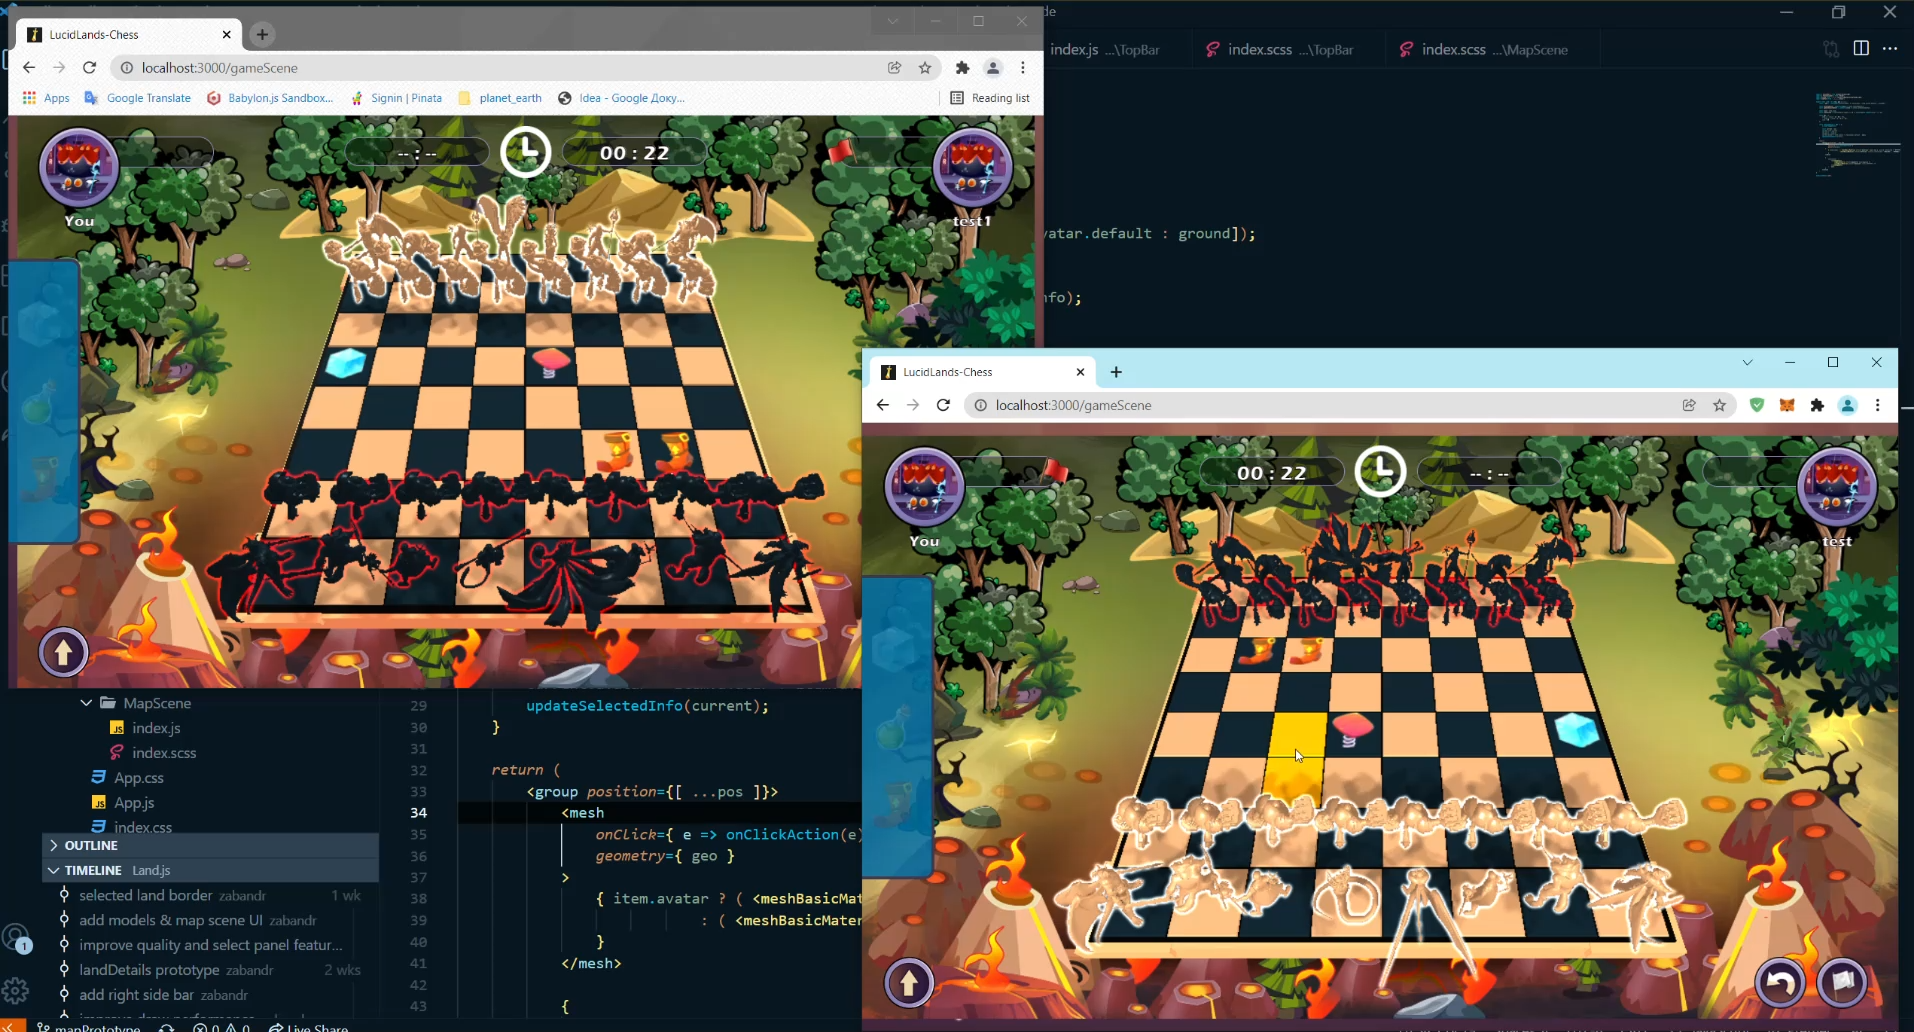 de
LucidLands-Chess
localhost:3000/gameScene
Apps Google Translate Babylon.js Sandbox... Signin | Pinata planet_earth Idea - Google Доку... Reading list
index.js ...\TopBar index.scss ...\TopBar index.scss ...\MapScene
-- : -- 00 : 22
You test1
vatar.default : ground]);
nfo);
LucidLands-Chess
localhost:3000/gameScene
00 : 22 -- : --
You test
MapScene
index.js
index.scss
App.css
App.js
index.css
OUTLINE
TIMELINE Land.js
selected land border zabandr 1 wk
add models & map scene UI zabandr
improve quality and select panel featur...
landDetails prototype zabandr 2 wks
add right side bar zabandr
1
mapPrototype 0 0 Live Share
29 updateSelectedInfo(current);
30 }
31
32 return (
33 <group position={[ ...pos ]}>
34 <mesh
35 onClick={ e => onClickAction(e)
36 geometry={ geo }
37 >
38 { item.avatar ? ( <meshBasicMat
39 : ( <meshBasicMater
40 }
41 </mesh>
42
43 {